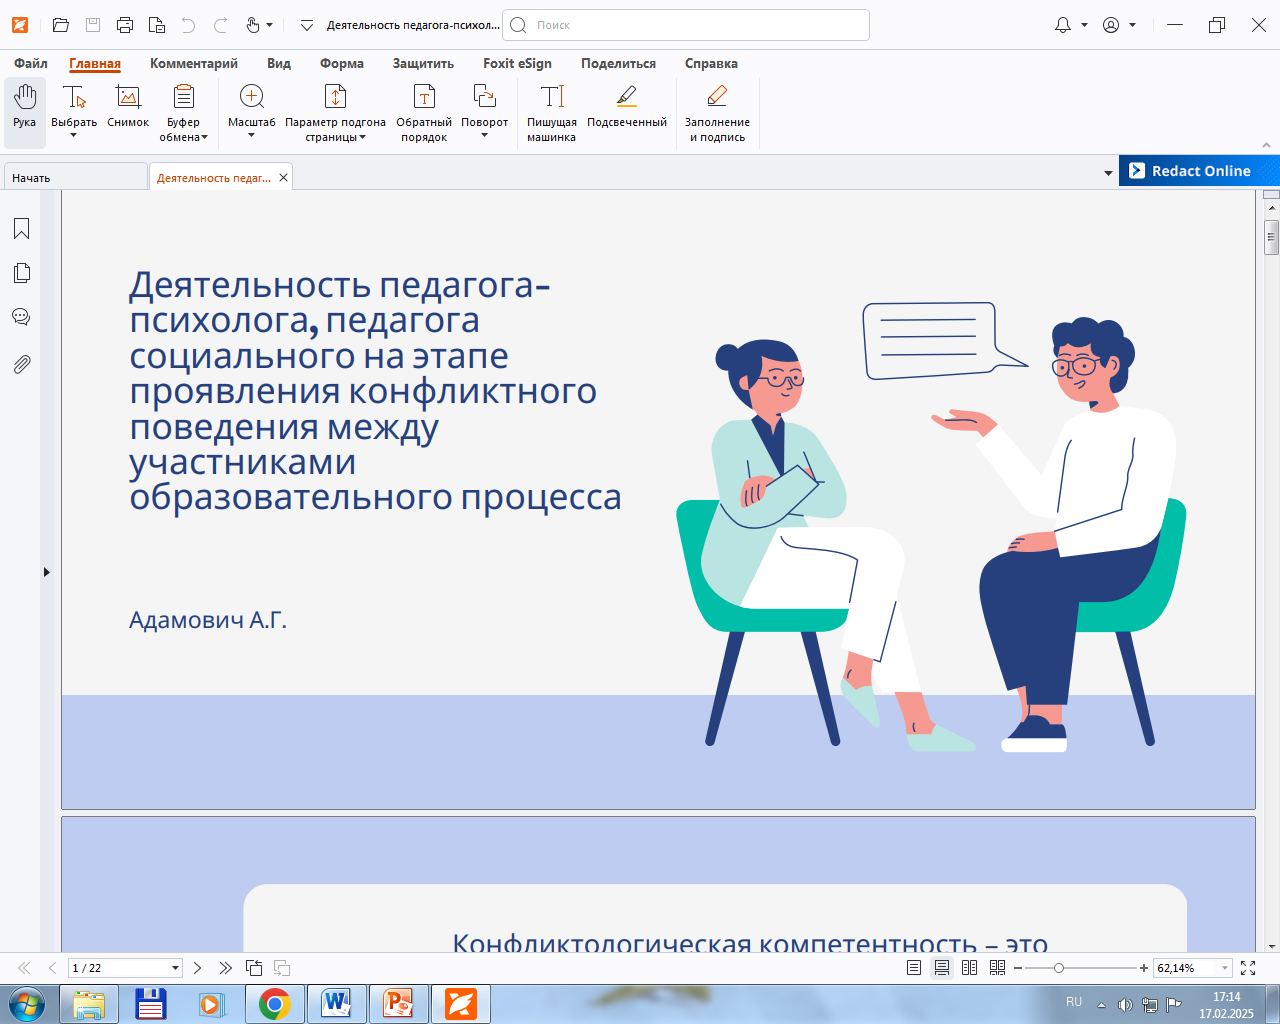 Деятельность педагога-психол...
Поиск
Файл
Главная
Комментарий
Вид
Форма
Защитить
Foxit eSign
Поделиться
Справка
Рука
Выбрать
Снимок
Буфер
обмена
Масштаб
Параметр подгона
страницы
Обратный
порядок
Поворот
Пишущая
машинка
Подсвеченный
Заполнение
и подпись
Начать
Деятельность педаг...
Redact Online
Деятельность педагога-
психолога, педагога
социального на этапе
проявления конфликтного
поведения между
участниками
образовательного процесса
Адамович А.Г.
Конфликтологическая компетентность – это
1 / 22
62,14%
RU
17:14
17.02.2025